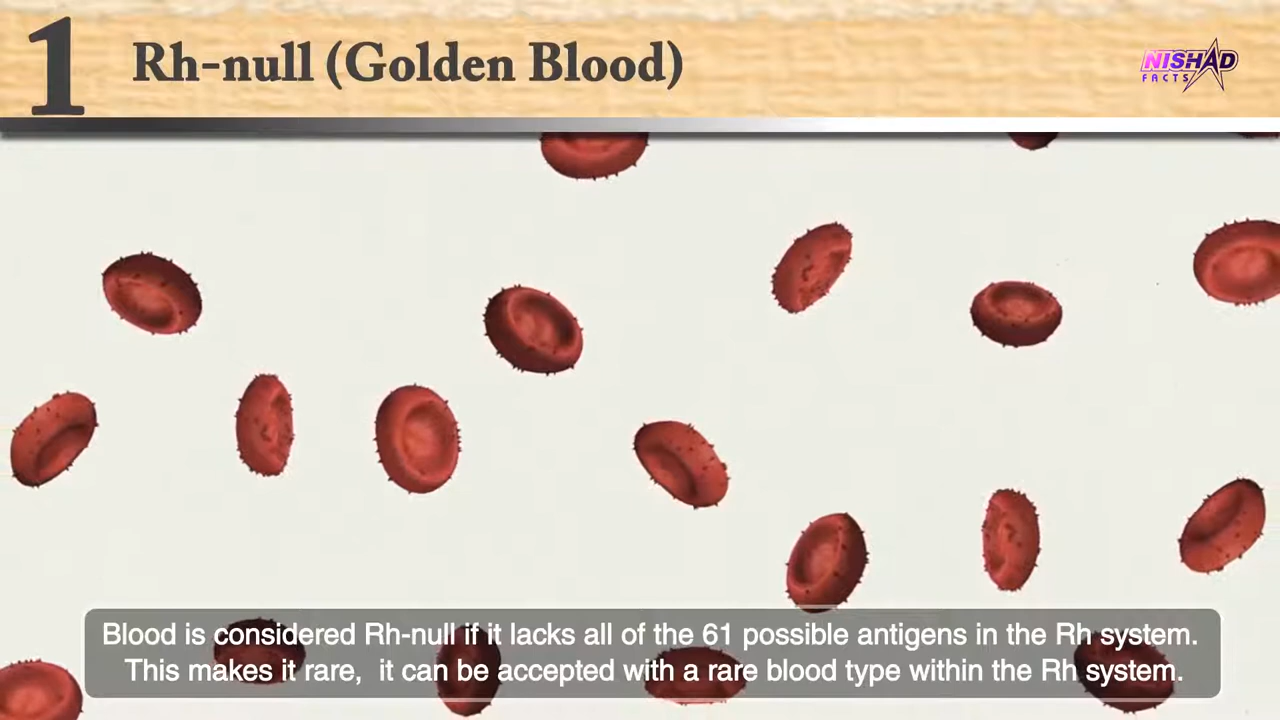 1
Rh-null (Golden Blood)
NISHAD
FACTS
Blood is considered Rh-null if it lacks all of the 61 possible antigens in the Rh system.
This makes it rare,  it can be accepted with a rare blood type within the Rh system.